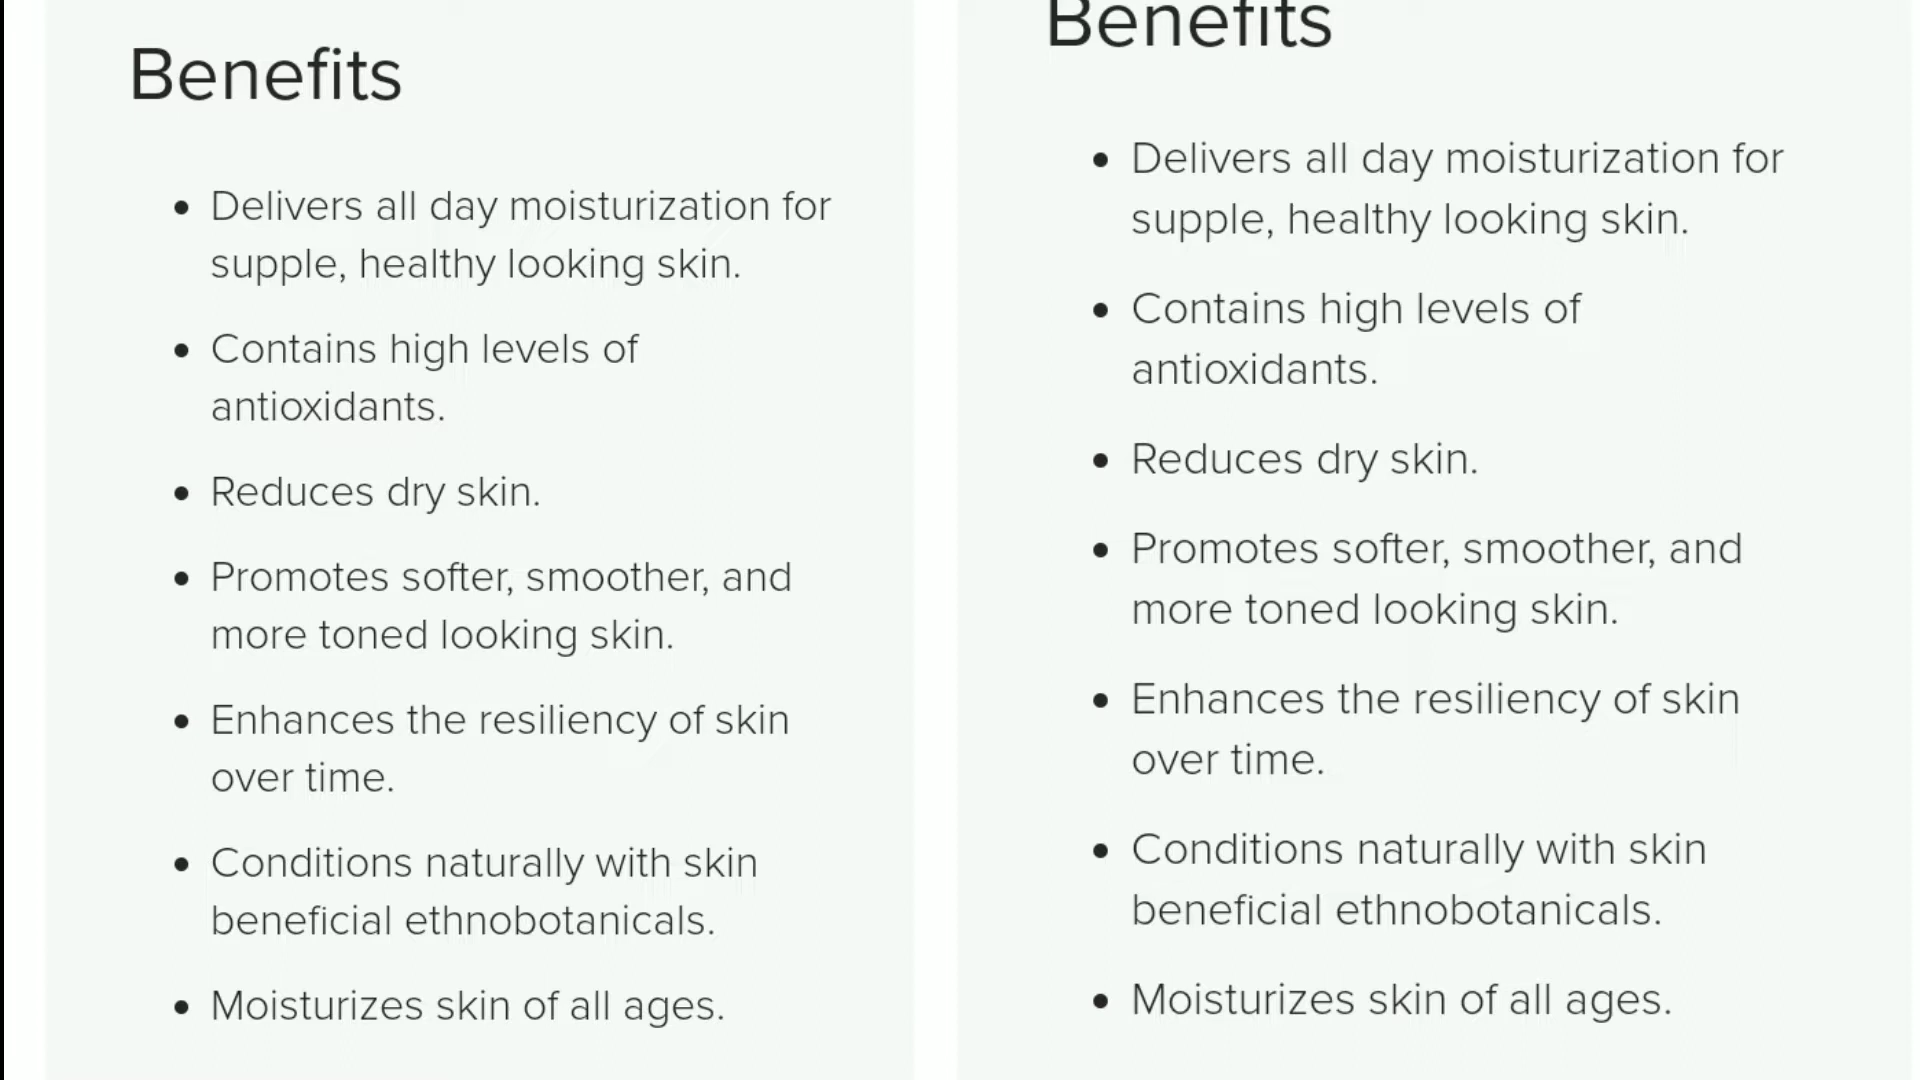 Benefits
Delivers all day moisturization for
supple, healthy looking skin.
Contains high levels of
antioxidants.
Reduces dry skin.
Promotes softer, smoother, and
more toned looking skin.
Enhances the resiliency of skin
over time.
Conditions naturally with skin
beneficial ethnobotanicals.
Moisturizes skin of all ages.
Benefits
Delivers all day moisturization for
supple, healthy looking skin.
Contains high levels of
antioxidants.
Reduces dry skin.
Promotes softer, smoother, and
more toned looking skin.
Enhances the resiliency of skin
over time.
Conditions naturally with skin
beneficial ethnobotanicals.
Moisturizes skin of all ages.